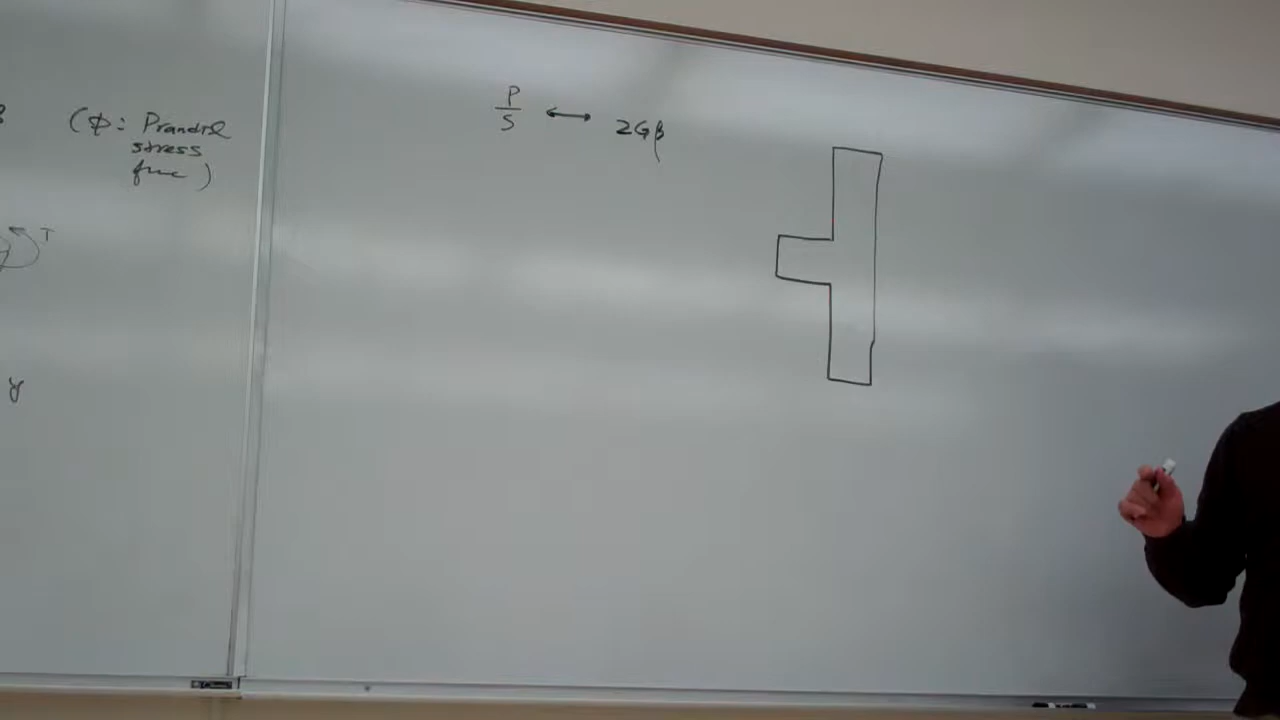 (φ: Prandtl
stress
func)
T
y
P
S
↔ 2Gβ